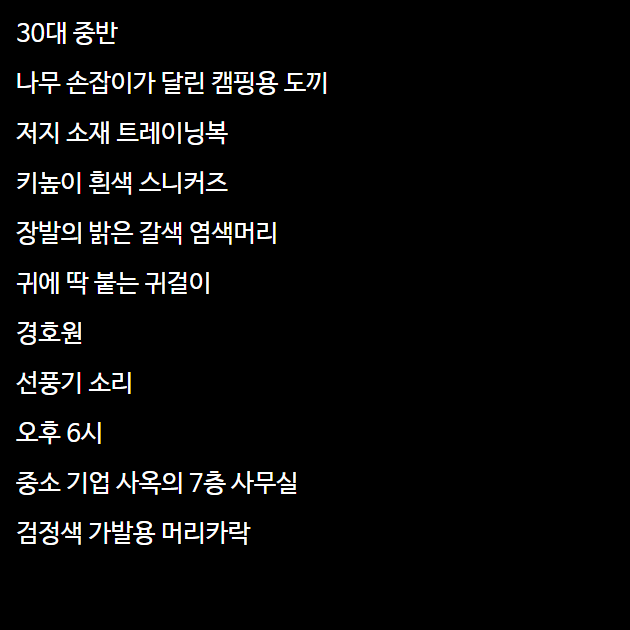 30대 중반
나무 손잡이가 달린 캠핑용 도끼
저지 소재 트레이닝복
키높이 흰색 스니커즈
장발의 밝은 갈색 염색머리
귀에 딱 붙는 귀걸이
경호원
선풍기 소리
오후 6시
중소 기업 사옥의 7층 사무실
검정색 가발용 머리카락